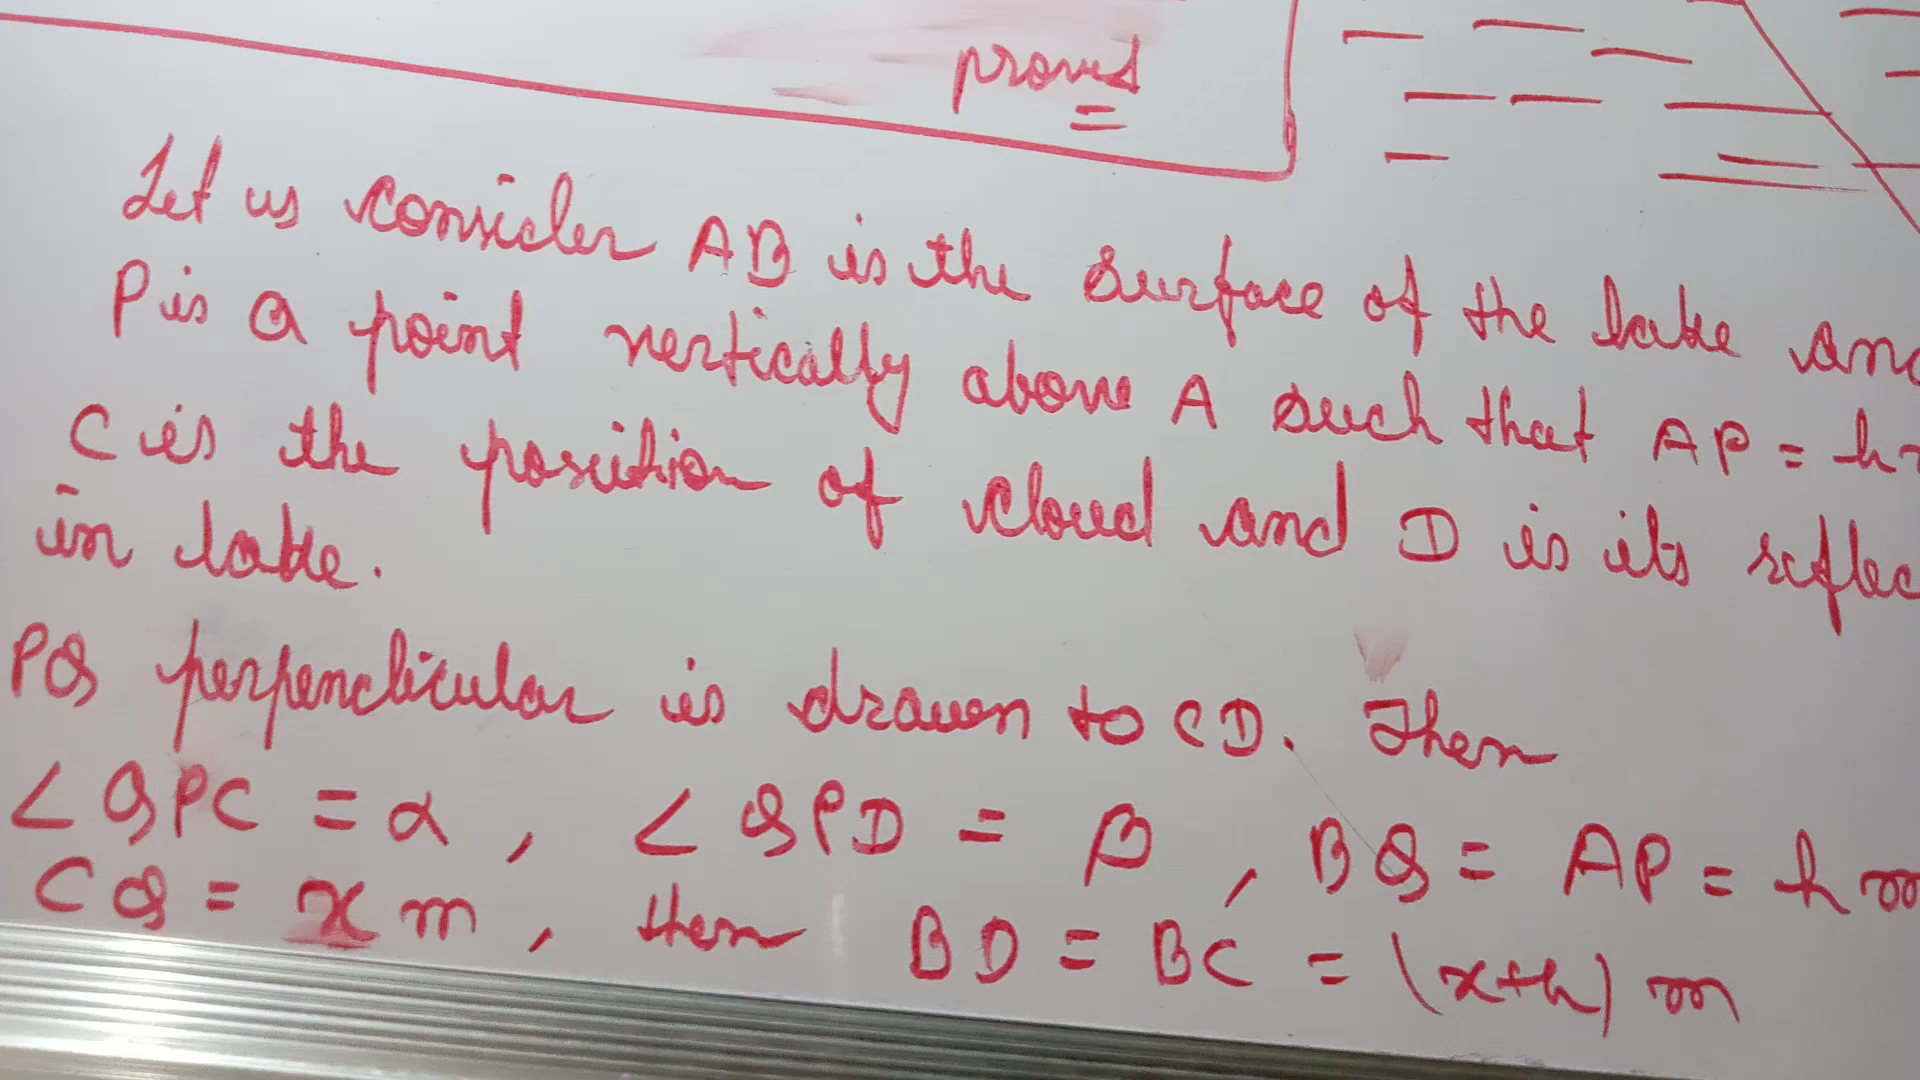 proved
Let us consider AB is the surface of the lake and
P is a point vertically above A such that AP = h
C is the position of cloud and D is its reflec
in lake.
PQ perpendicular is drawn to CD. Then
∠QPC = α, ∠QPD = β, BQ = AP = h m
CQ = x m, then BD = BC = (x+h) m